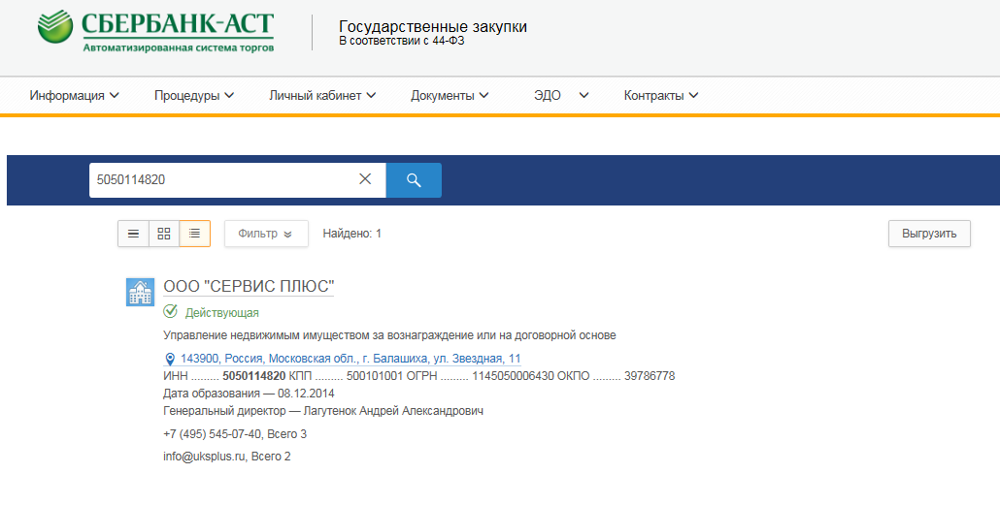 СБЕРБАНК-АСТ
Автоматизированная система торгов
Государственные закупки
В соответствии с 44-ФЗ
Информация Процедуры Личный кабинет Документы ЭДО Контракты
5050114820
Фильтр Найдено: 1 Выгрузить
ООО "СЕРВИС ПЛЮС"
Действующая
Управление недвижимым имуществом за вознаграждение или на договорной основе
143900, Россия, Московская обл., г. Балашиха, ул. Звездная, 11
ИНН ......... 5050114820 КПП ......... 500101001 ОГРН ......... 1145050006430 ОКПО ......... 39786778
Дата образования — 08.12.2014
Генеральный директор — Лагутенок Андрей Александрович
+7 (495) 545-07-40, Всего 3
info@uksplus.ru, Всего 2